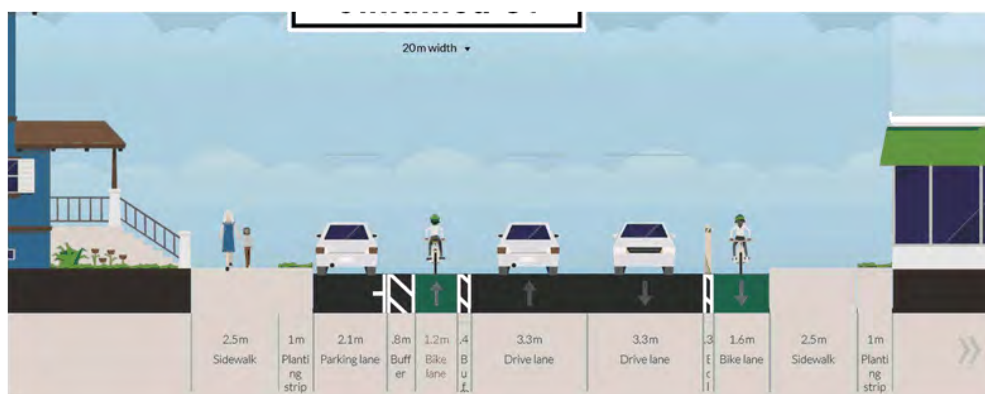 20m width
2.5m
Sidewalk
1m
Planti
ng
strip
2.1m
Parking lane
.8m
Buff
er
1.2m
Bike
lane
.4
B
u
f
3.3m
Drive lane
3.3m
Drive lane
.3
1.6m
Bike lane
2.5m
Sidewalk
1m
Planti
ng
strip